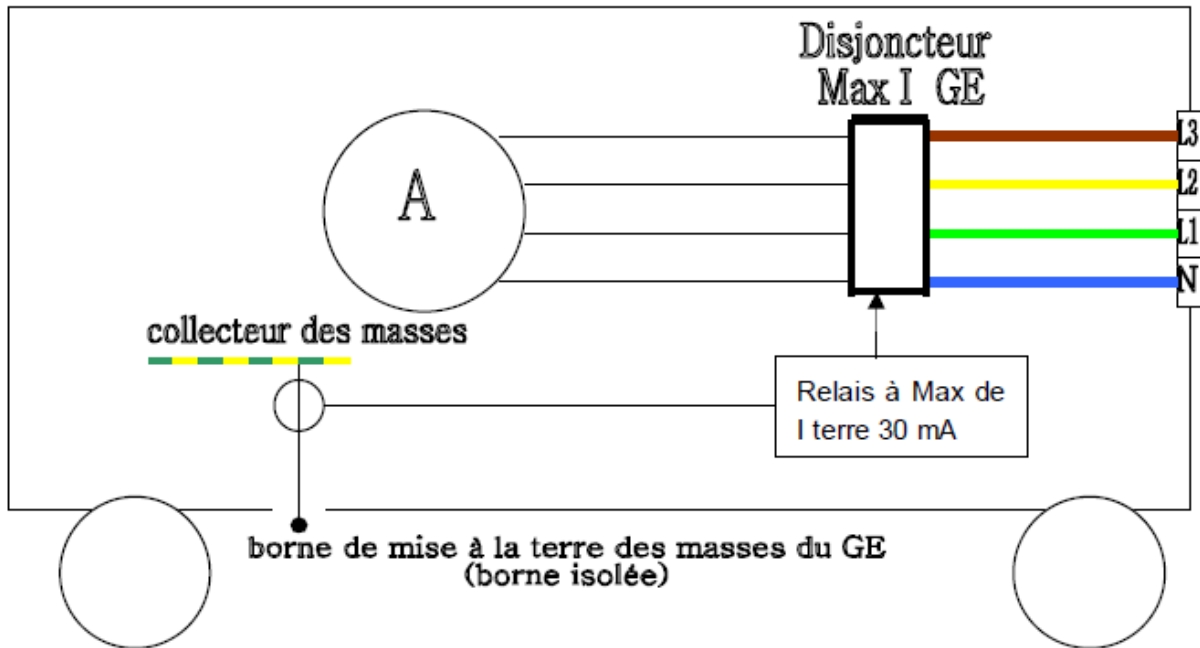 Disjoncteur
Max I GE
L3
A
L2
L1
N
collecteur des masses
Relais à Max de
I terre 30 mA
borne de mise à la terre des masses du GE
(borne isolée)